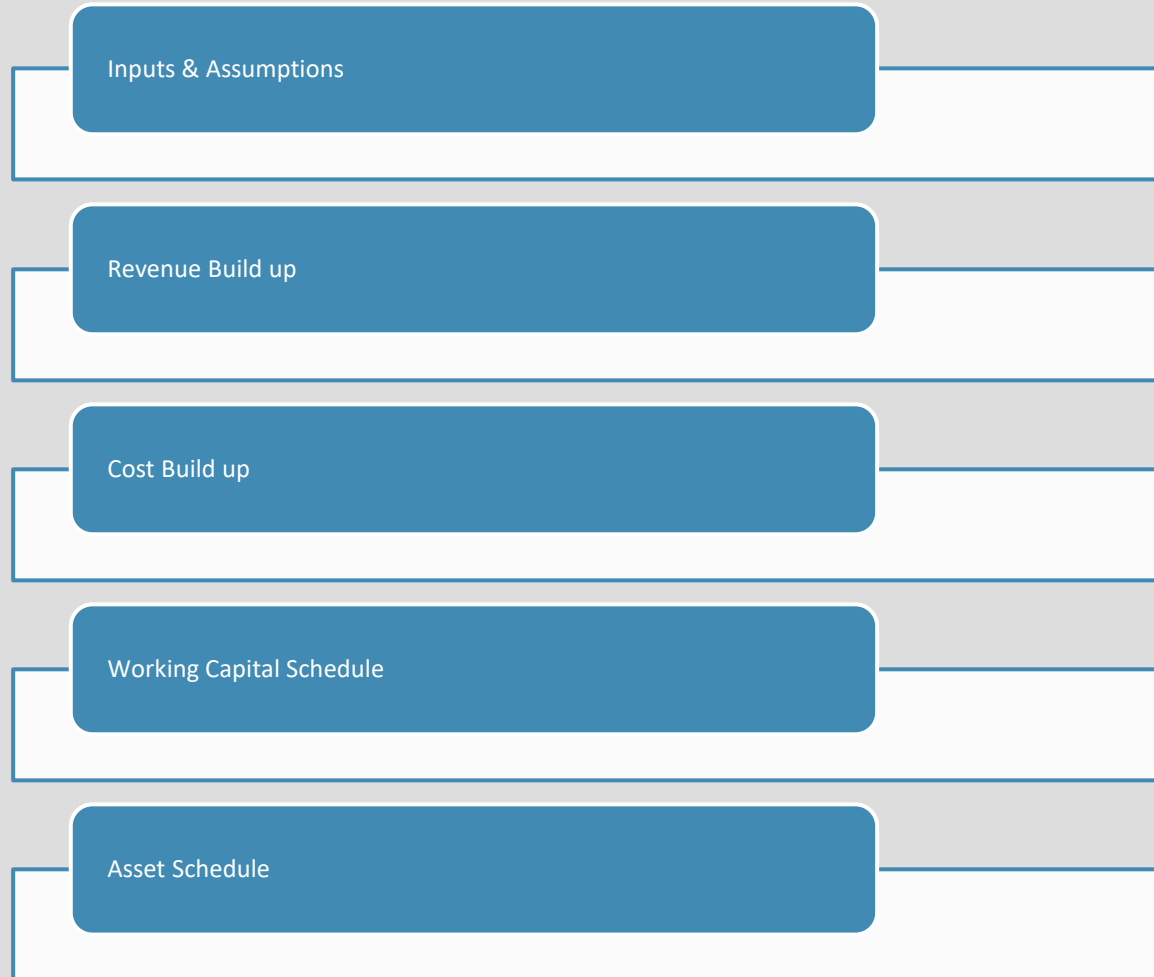 Inputs & Assumptions
Revenue Build up
Cost Build up
Working Capital Schedule
Asset Schedule